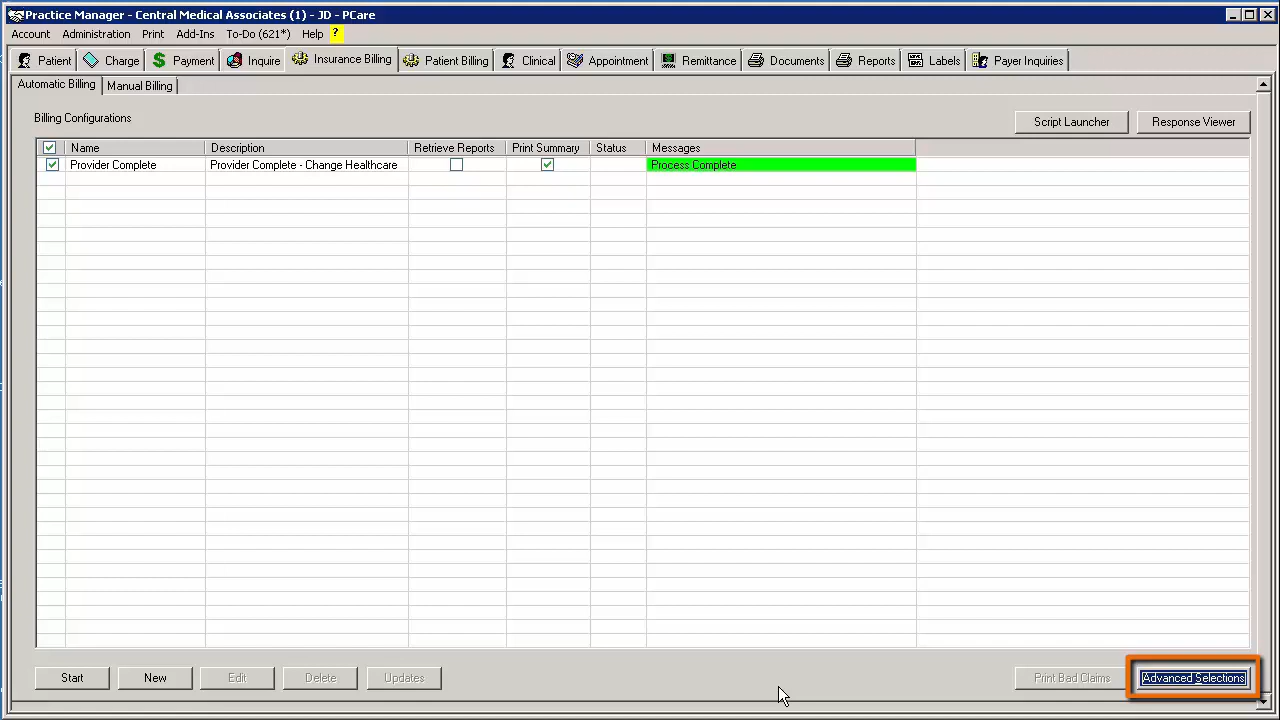 Practice Manager - Central Medical Associates (1) - JD - PCare
Account Administration Print Add-Ins To-Do (621*) Help ?
Patient Charge Payment Inquire Insurance Billing Patient Billing Clinical Appointment Remittance Documents Reports Labels Payer Inquiries
Automatic Billing Manual Billing
Billing Configurations
Script Launcher Response Viewer
Name Description Retrieve Reports Print Summary Status Messages
Provider Complete Provider Complete - Change Healthcare Process Complete
Start New Edit Delete Updates Print Bad Claims Advanced Selections